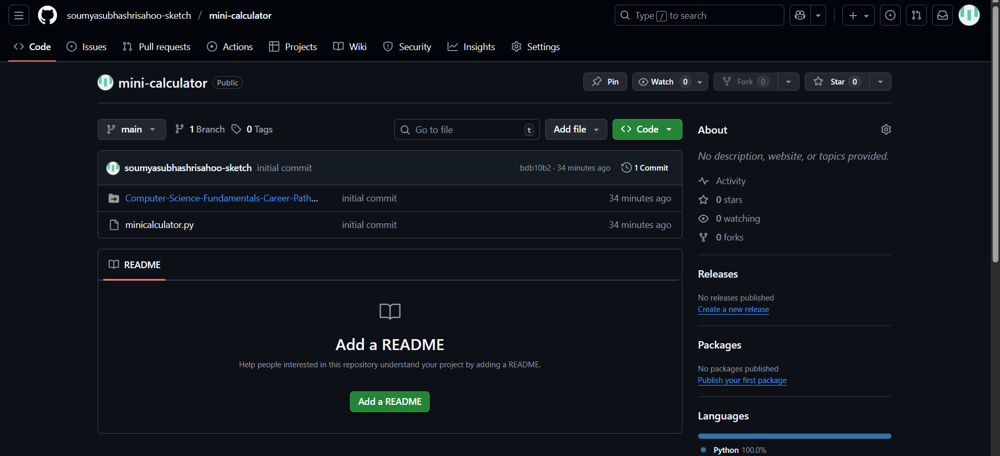 soumyasubhashrisahoo-sketch / mini-calculator
Type / to search
Code Issues Pull requests Actions Projects Wiki Security Insights Settings
mini-calculator Public
Pin Watch 0 Fork 0 Star 0
main 1 Branch 0 Tags
Go to file t Add file Code
soumyasubhashrisahoo-sketch initial commit bdb10b2 · 34 minutes ago 1 Commit
Computer-Science-Fundamentals-Career-Path... initial commit 34 minutes ago
minicalculator.py initial commit 34 minutes ago
README
Add a README
Help people interested in this repository understand your project by adding a README.
Add a README
About
No description, website, or topics provided.
Activity
0 stars
0 watching
0 forks
Releases
No releases published
Create a new release
Packages
No packages published
Publish your first package
Languages
Python 100.0%